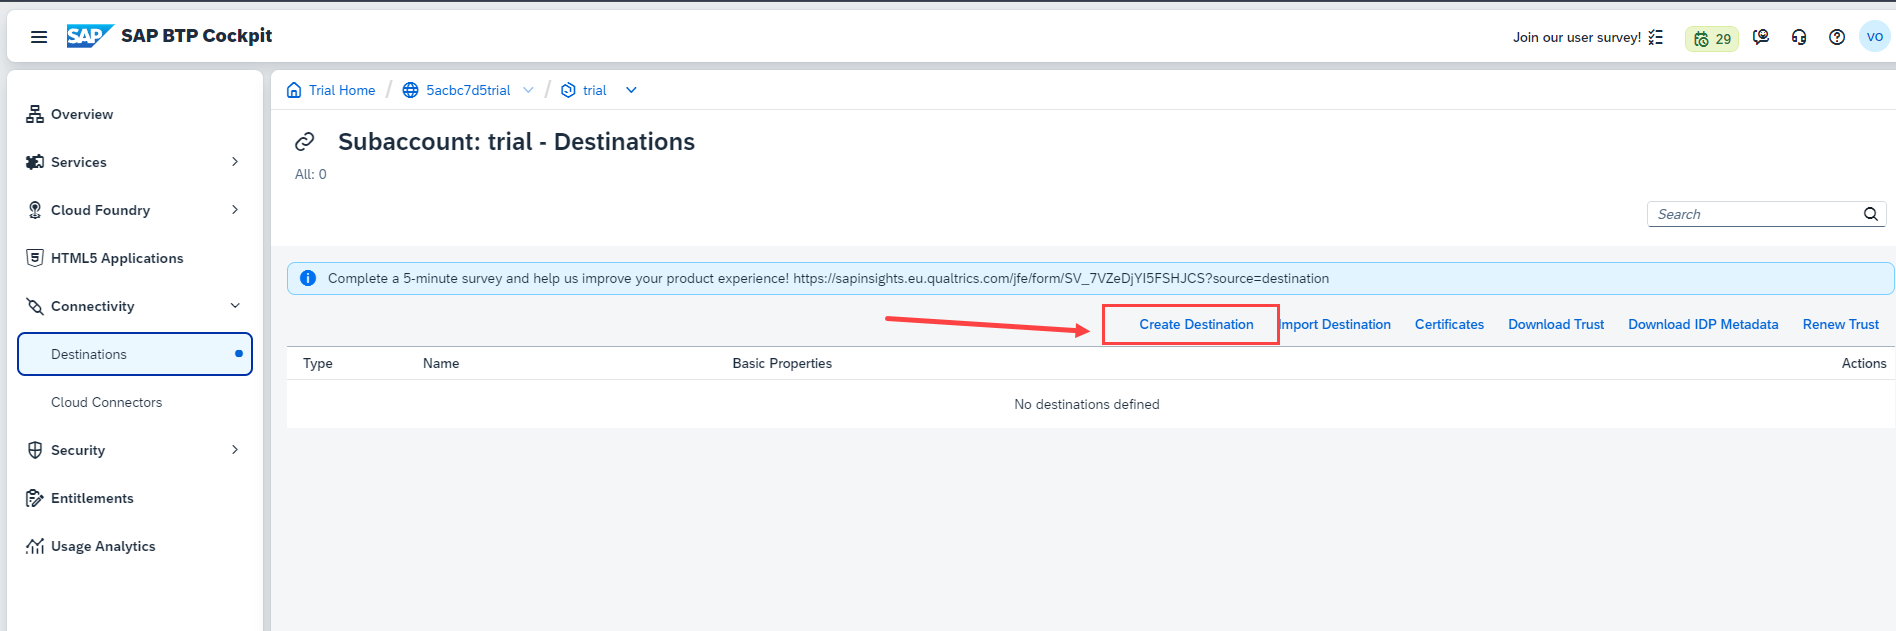 SAP SAP BTP Cockpit
Join our user survey!
29
VO
Overview
Services
Cloud Foundry
HTML5 Applications
Connectivity
Destinations
Cloud Connectors
Security
Entitlements
Usage Analytics
Trial Home / 5acbc7d5trial / trial
Subaccount: trial - Destinations
All: 0
Search
Complete a 5-minute survey and help us improve your product experience! https://sapinsights.eu.qualtrics.com/jfe/form/SV_7VZeDjYI5FSHJCS?source=destination
Create Destination Import Destination Certificates Download Trust Download IDP Metadata Renew Trust
Type Name Basic Properties Actions
No destinations defined